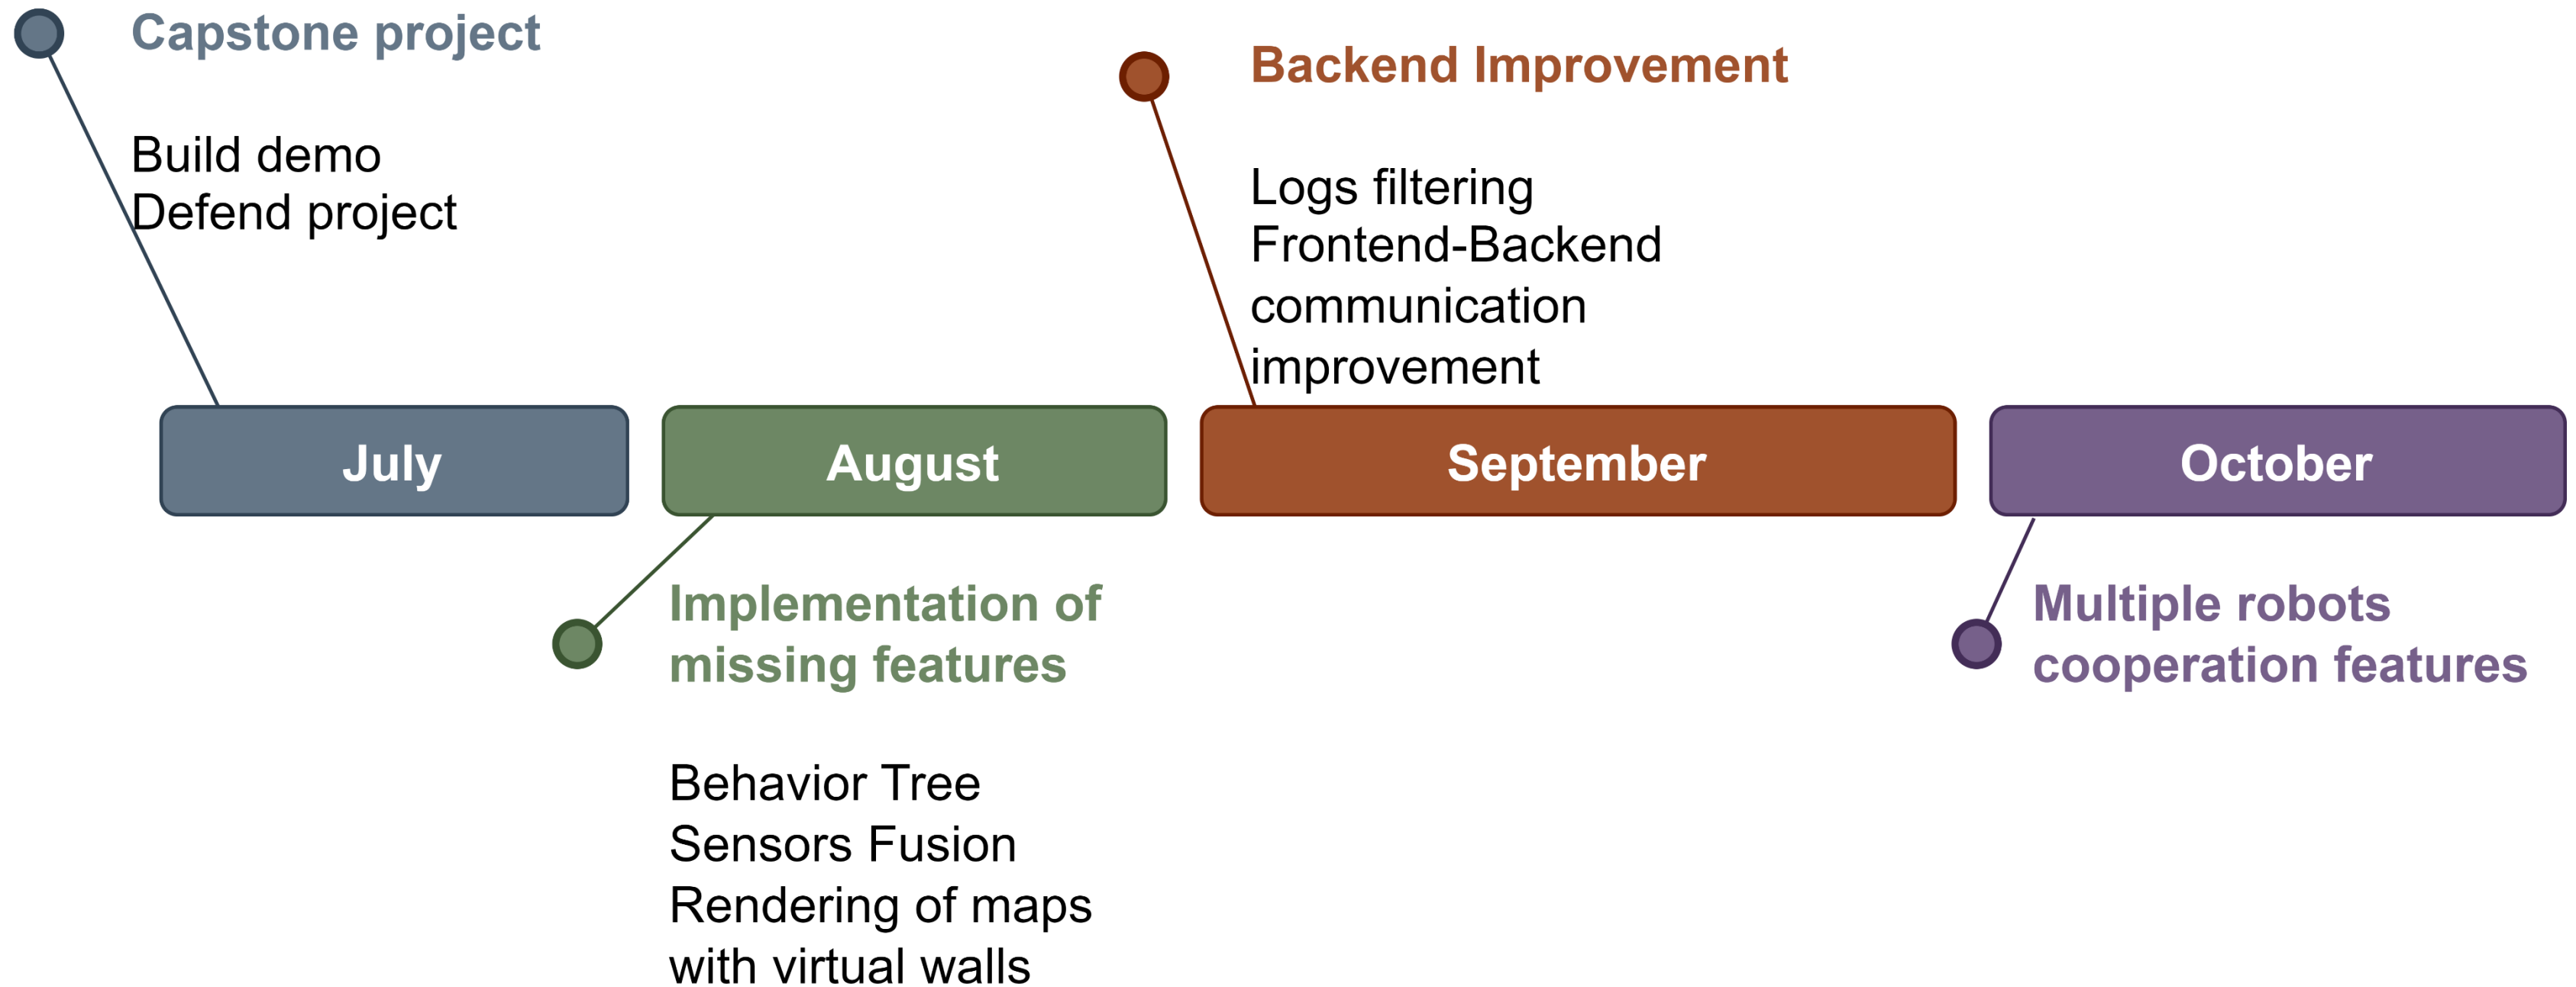 Capstone project
Build demo
Defend project
Backend Improvement
Logs filtering
Frontend-Backend
communication
improvement
July
August
September
October
Implementation of
missing features
Behavior Tree
Sensors Fusion
Rendering of maps
with virtual walls
Multiple robots
cooperation features